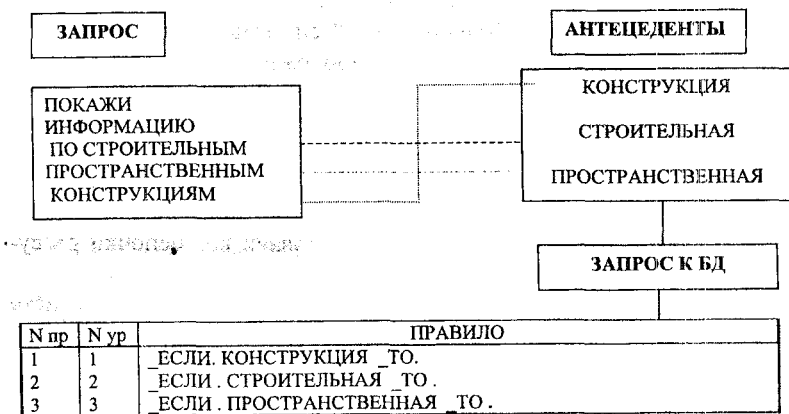 ЗАПРОС
АНТЕЦЕДЕНТЫ
ПОКАЖИ
ИНФОРМАЦИЮ
ПО СТРОИТЕЛЬНЫМ
ПРОСТРАНСТВЕННЫМ
КОНСТРУКЦИЯМ
КОНСТРУКЦИЯ
СТРОИТЕЛЬНАЯ
ПРОСТРАНСТВЕННАЯ
ЗАПРОС К БД
N пр N ур ПРАВИЛО
1 1 _ЕСЛИ. КОНСТРУКЦИЯ _ТО.
2 2 _ЕСЛИ . СТРОИТЕЛЬНАЯ _ТО .
3 3 _ЕСЛИ . ПРОСТРАНСТВЕННАЯ _ТО .